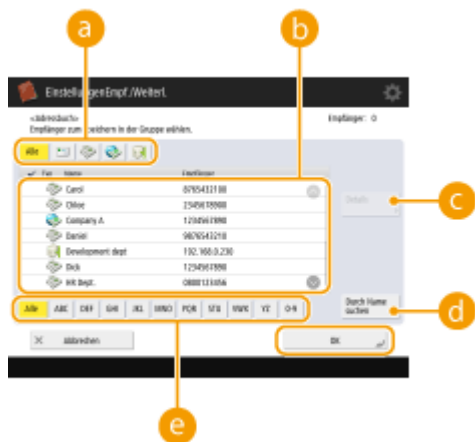 a
b
Einstellungen Empf./Weiterl.
<Adressbuch>
Empfänger: 0
Empfänger zum Speichern in der Gruppe wählen.
Alle
Name Empfänger
Carol 8765432100
Chloe 2345678900
Company A 1234567890
Daniel 9876543210
Development dept 192.168.0.230
Dick 1234567890
HR Dept. 0800123456
Details
c
Alle ABC DEF GHI JKL MNO PQR STU VWX YZ 0-9
Durch Name
suchen
d
Abbrechen
OK
e